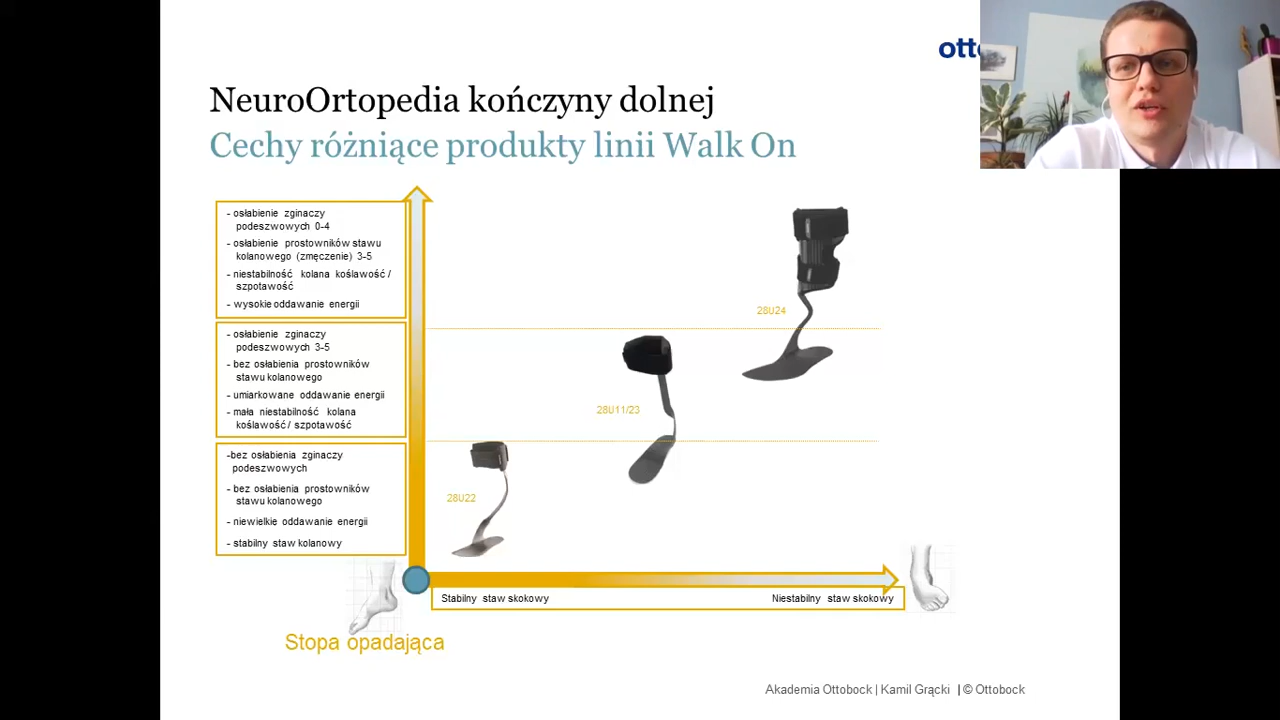 otto
NeuroOrtopedia kończyny dolnej
Cechy różniące produkty linii Walk On
- osłabienie zginaczy
podeszwowych 0-4
- osłabienie prostowników stawu
kolanowego (zmęczenie) 3-5
- niestabilność kolana koślawość /
szpotawość
- wysokie oddawanie energii
- osłabienie zginaczy
podeszwowych 3-5
- bez osłabienia prostowników
stawu kolanowego
- umiarkowane oddawanie energii
- mała niestabilność kolana
koślawość / szpotawość
-bez osłabienia zginaczy
podeszwowych
- bez osłabienia prostowników
stawu kolanowego
- niewielkie oddawanie energii
- stabilny staw kolanowy
28U24
28U11/23
28U22
Stabilny staw skokowy
Niestabilny staw skokowy
Stopa opadająca
Akademia Ottobock | Kamil Grącki | © Ottobock